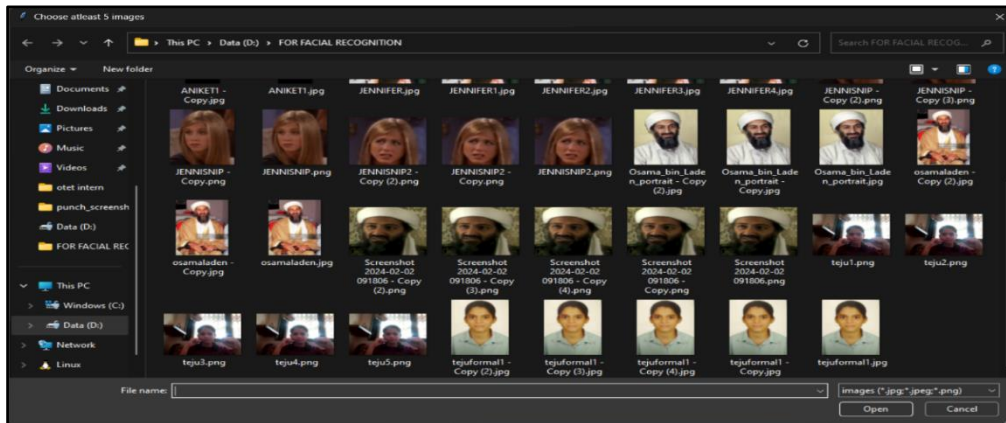 Choose atleast 5 images
This PC > Data (D:) > FOR FACIAL RECOGNITION
Search FOR FACIAL RECOG...
Organize
New folder
Documents
Downloads
Pictures
Music
Videos
otet intern
punch_screensh
Data (D:)
FOR FACIAL REC
This PC
Windows (C:)
Data (D:)
Network
Linux
ANIKET1 -
Copy.jpg
ANIKET1.jpg
JENNIFER.jpg
JENNIFER1.jpg
JENNIFER2.jpg
JENNIFER3.jpg
JENNIFER4.jpg
JENNISNIP -
Copy (2).png
JENNISNIP -
Copy (3).png
JENNISNIP -
Copy.png
JENNISNIP.png
JENNISNIP2 -
Copy (2).png
JENNISNIP2 -
Copy.png
JENNISNIP2.png
Osama_bin_Lade
n_portrait - Copy
(2).jpg
Osama_bin_Lade
n_portrait -
Copy.jpg
Osama_bin_Lade
n_portrait.jpg
osamaladen -
Copy (2).jpg
osamaladen -
Copy.jpg
osamaladen.jpg
Screenshot
2024-02-02
091806 - Copy
(2).png
Screenshot
2024-02-02
091806 - Copy
(3).png
Screenshot
2024-02-02
091806 - Copy
(4).png
Screenshot
2024-02-02
091806 -
Copy.png
Screenshot
2024-02-02
091806.png
teju1.png
teju2.png
teju3.png
teju4.png
teju5.png
tejuformal1 -
Copy (2).jpg
tejuformal1 -
Copy (3).jpg
tejuformal1 -
Copy (4).jpg
tejuformal1 -
Copy.jpg
tejuformal1.jpg
File name:
images (*.jpg;*.jpeg;*.png)
Open
Cancel